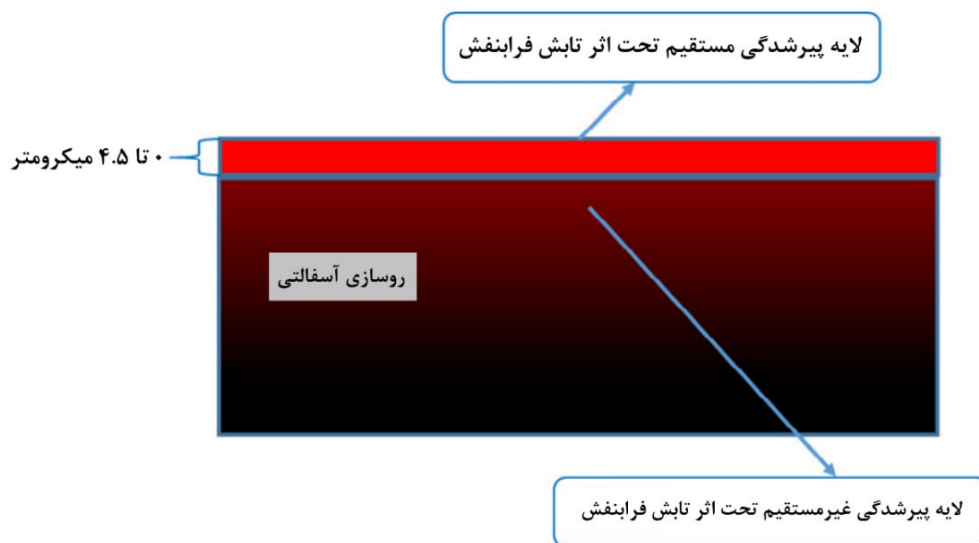 لایه پیرشدگی مستقیم تحت اثر تابش فرابنفش
۰ تا ۴.۵ میکرومتر
روسازی آسفالتی
لایه پیرشدگی غیرمستقیم تحت اثر تابش فرابنفش